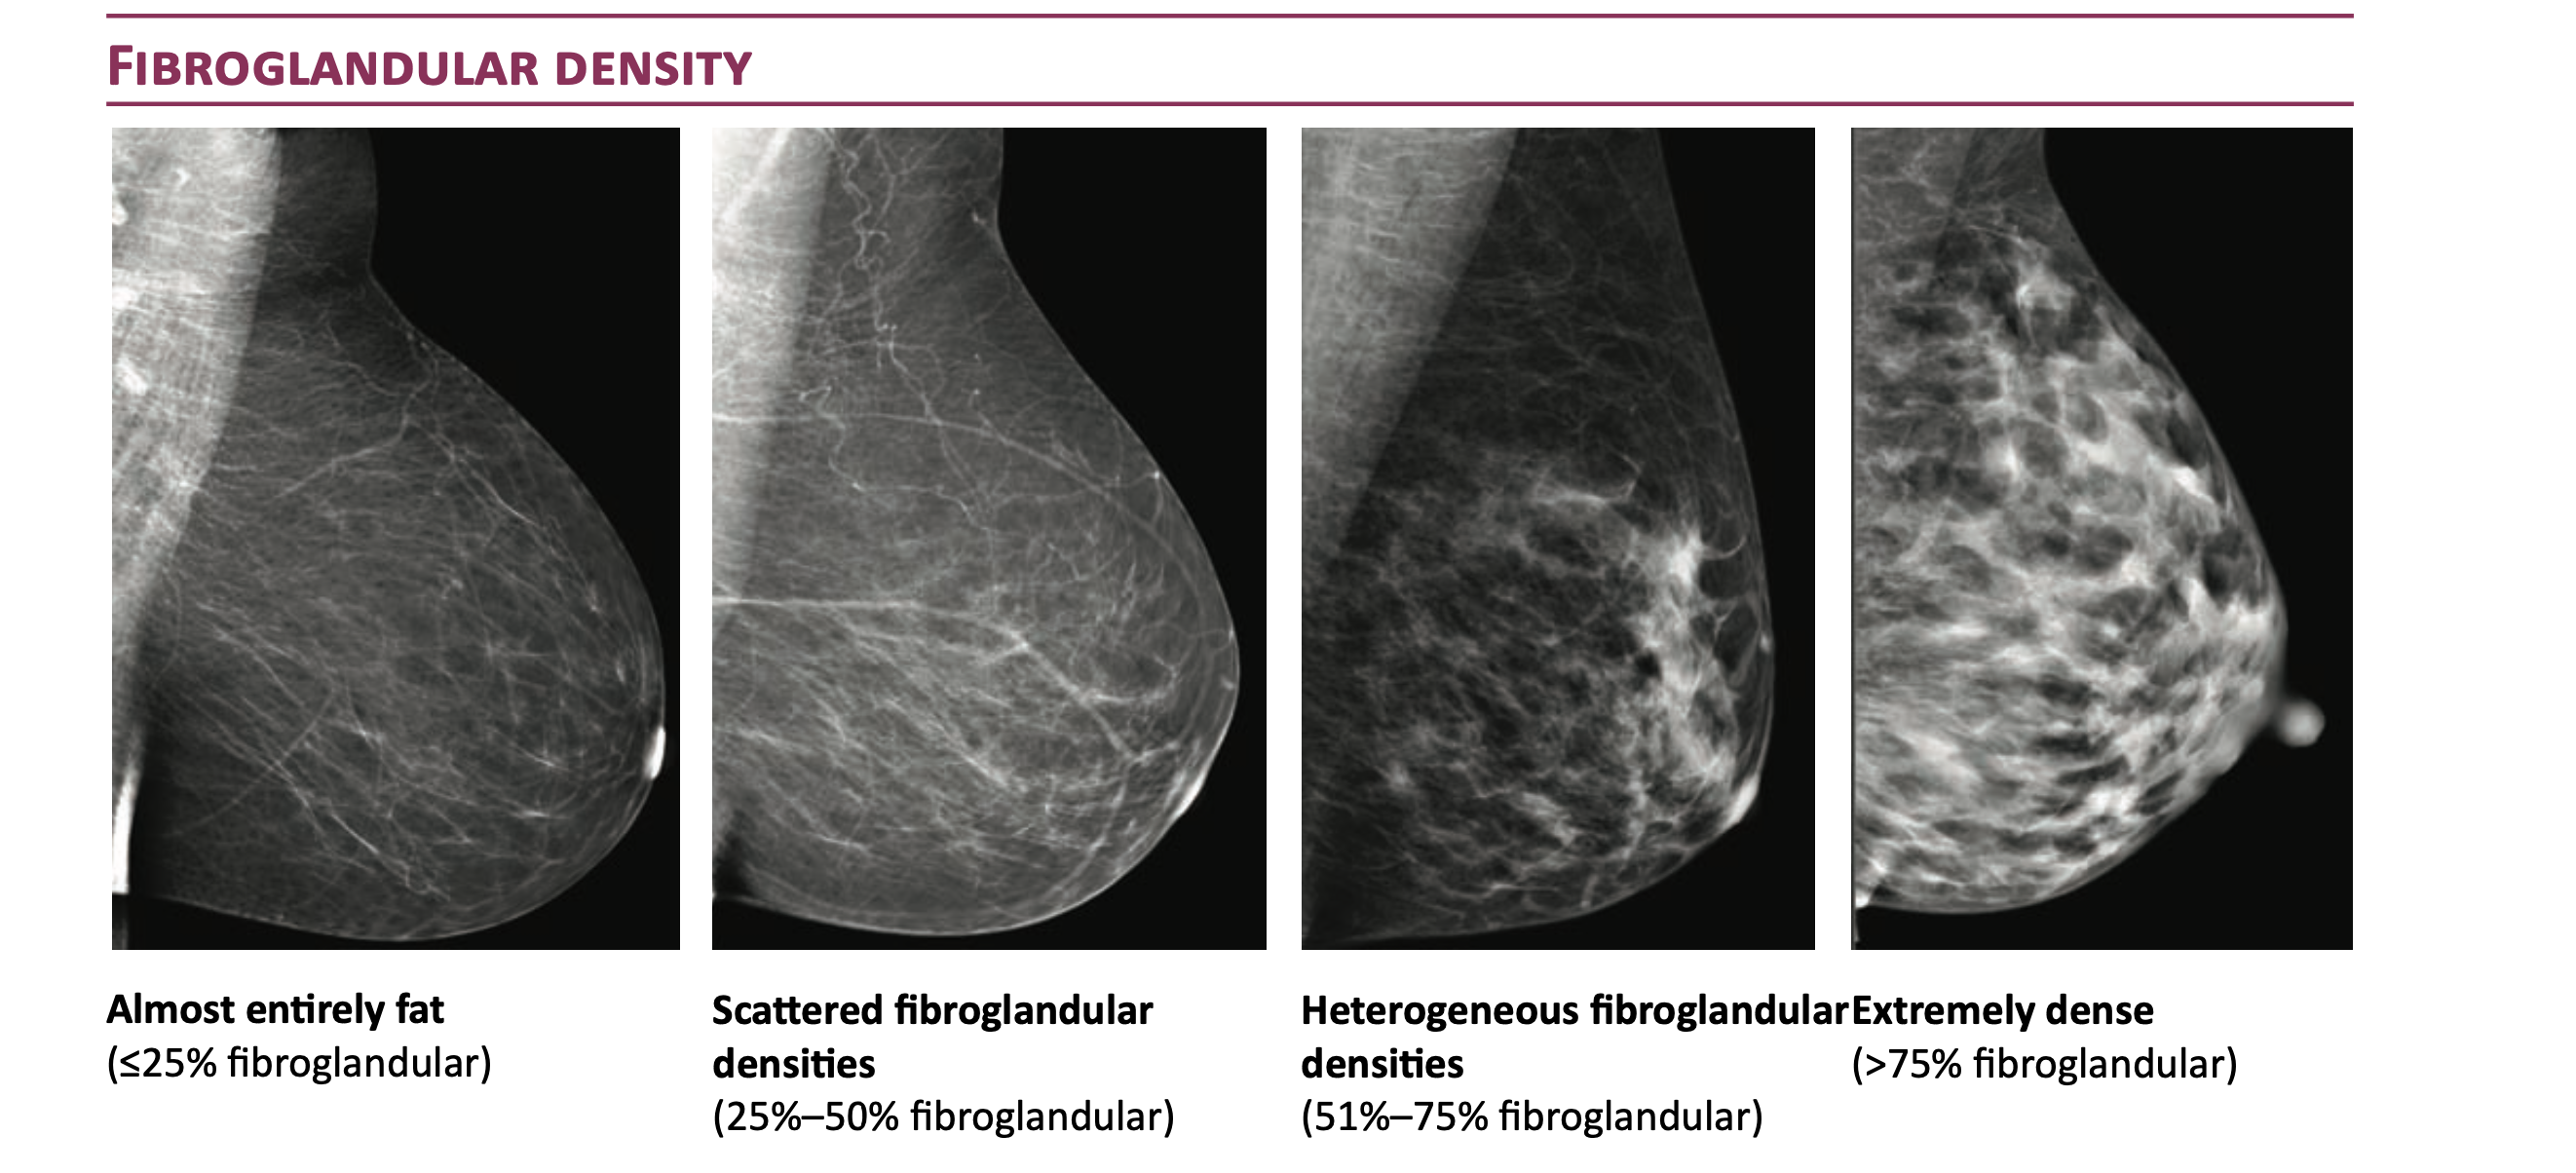 FIBROGLANDULAR DENSITY
Almost entirely fat
(≤25% fibroglandular)
Scattered fibroglandular
densities
(25%–50% fibroglandular)
Heterogeneous fibroglandular
densities
(51%–75% fibroglandular)
Extremely dense
(>75% fibroglandular)